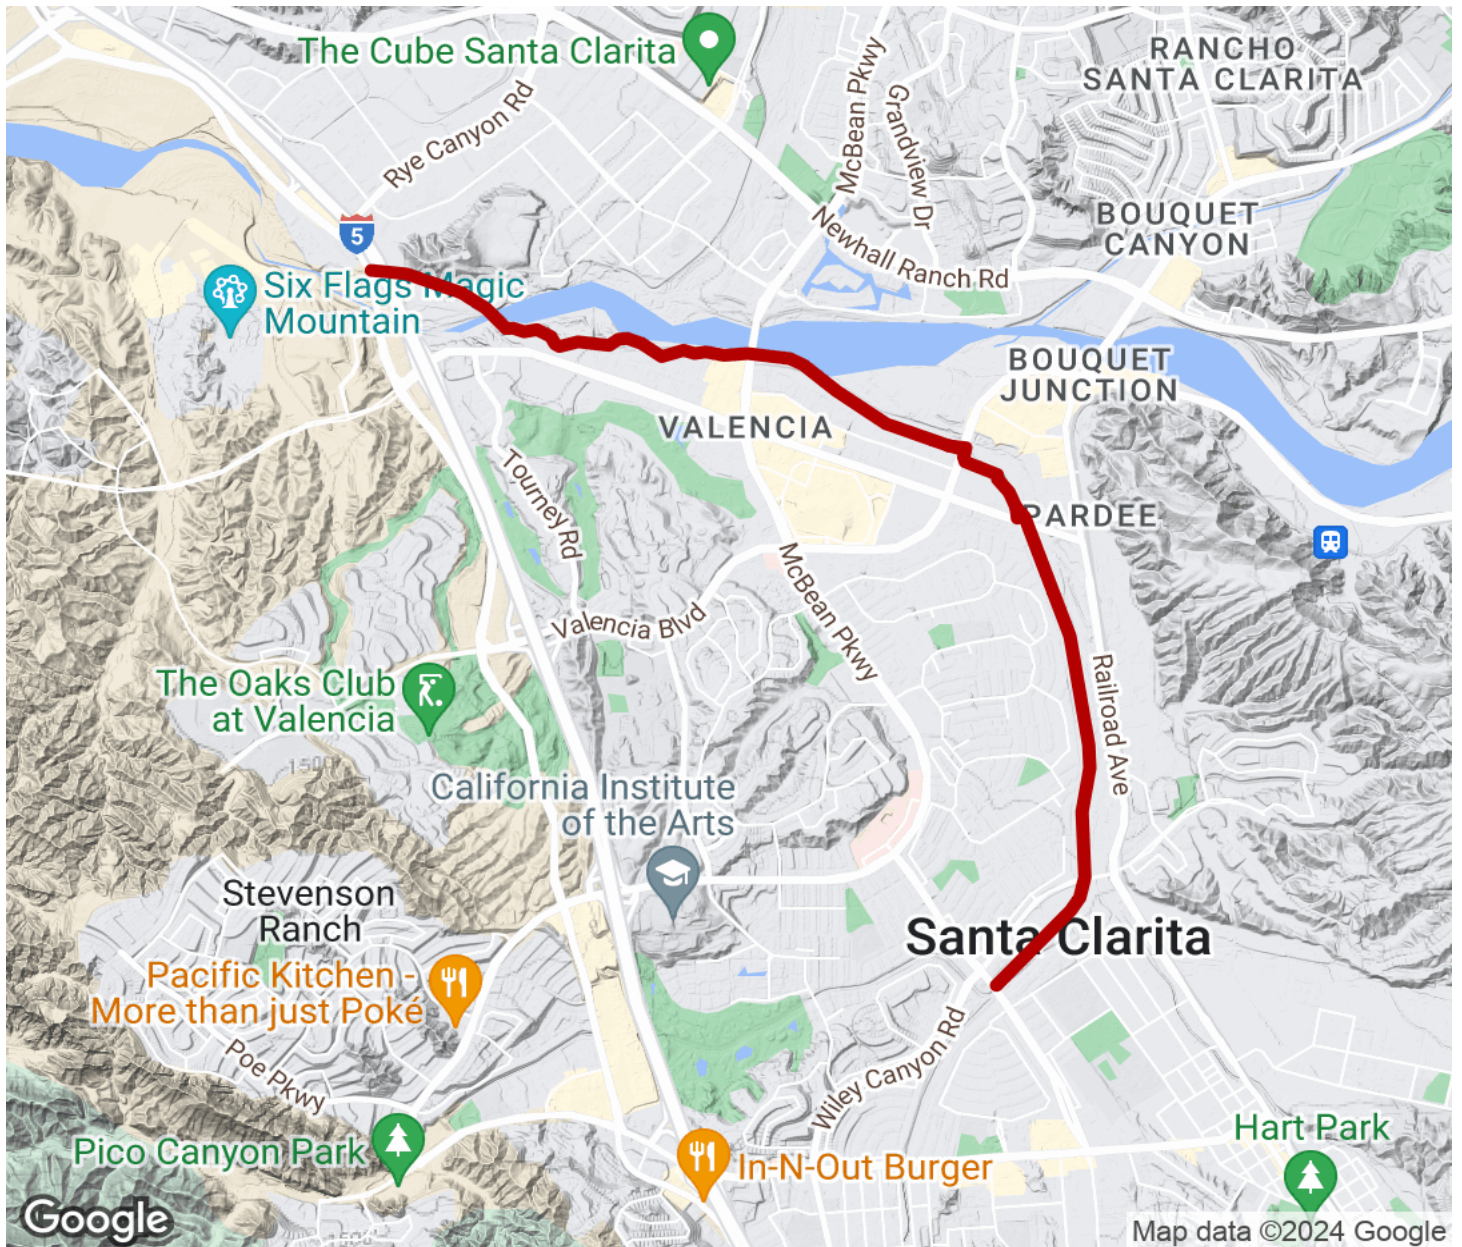 The Cube Santa Clarita
RANCHO
SANTA CLARITA
McBean Pkwy
Grandview Dr
Rye Canyon Rd
5
BOUQUET
CANYON
Newhall Ranch Rd
Six Flags Magic
Mountain
BOUQUET
JUNCTION
VALENCIA
Tourney Rd
PARDEE
McBean Pkwy
Valencia Blvd
Railroad Ave
The Oaks Club
at Valencia
1500
California Institute
of the Arts
Stevenson
Ranch
Santa Clarita
Pacific Kitchen -
More than just Poké
Poe Pkwy
Wiley Canyon Rd
Pico Canyon Park
In-N-Out Burger
Hart Park
1500
Google
Map data ©2024 Google